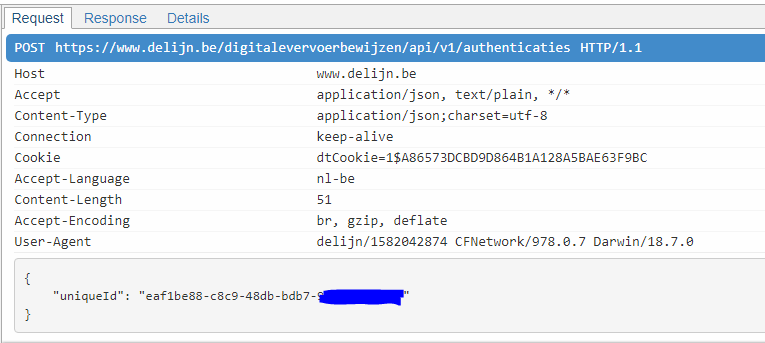 Request Response Details
POST https://www.delijn.be/digitalevervoerbewijzen/api/v1/authenticaties HTTP/1.1
Host www.delijn.be
Accept application/json, text/plain, */*
Content-Type application/json;charset=utf-8
Connection keep-alive
Cookie dtCookie=1$A86573DCBD9D864B1A128A5BAE63F9BC
Accept-Language nl-be
Content-Length 51
Accept-Encoding br, gzip, deflate
User-Agent delijn/1582042874 CFNetwork/978.0.7 Darwin/18.7.0
{
"uniqueId": "eaf1be88-c8c9-48db-bdb7-"
}